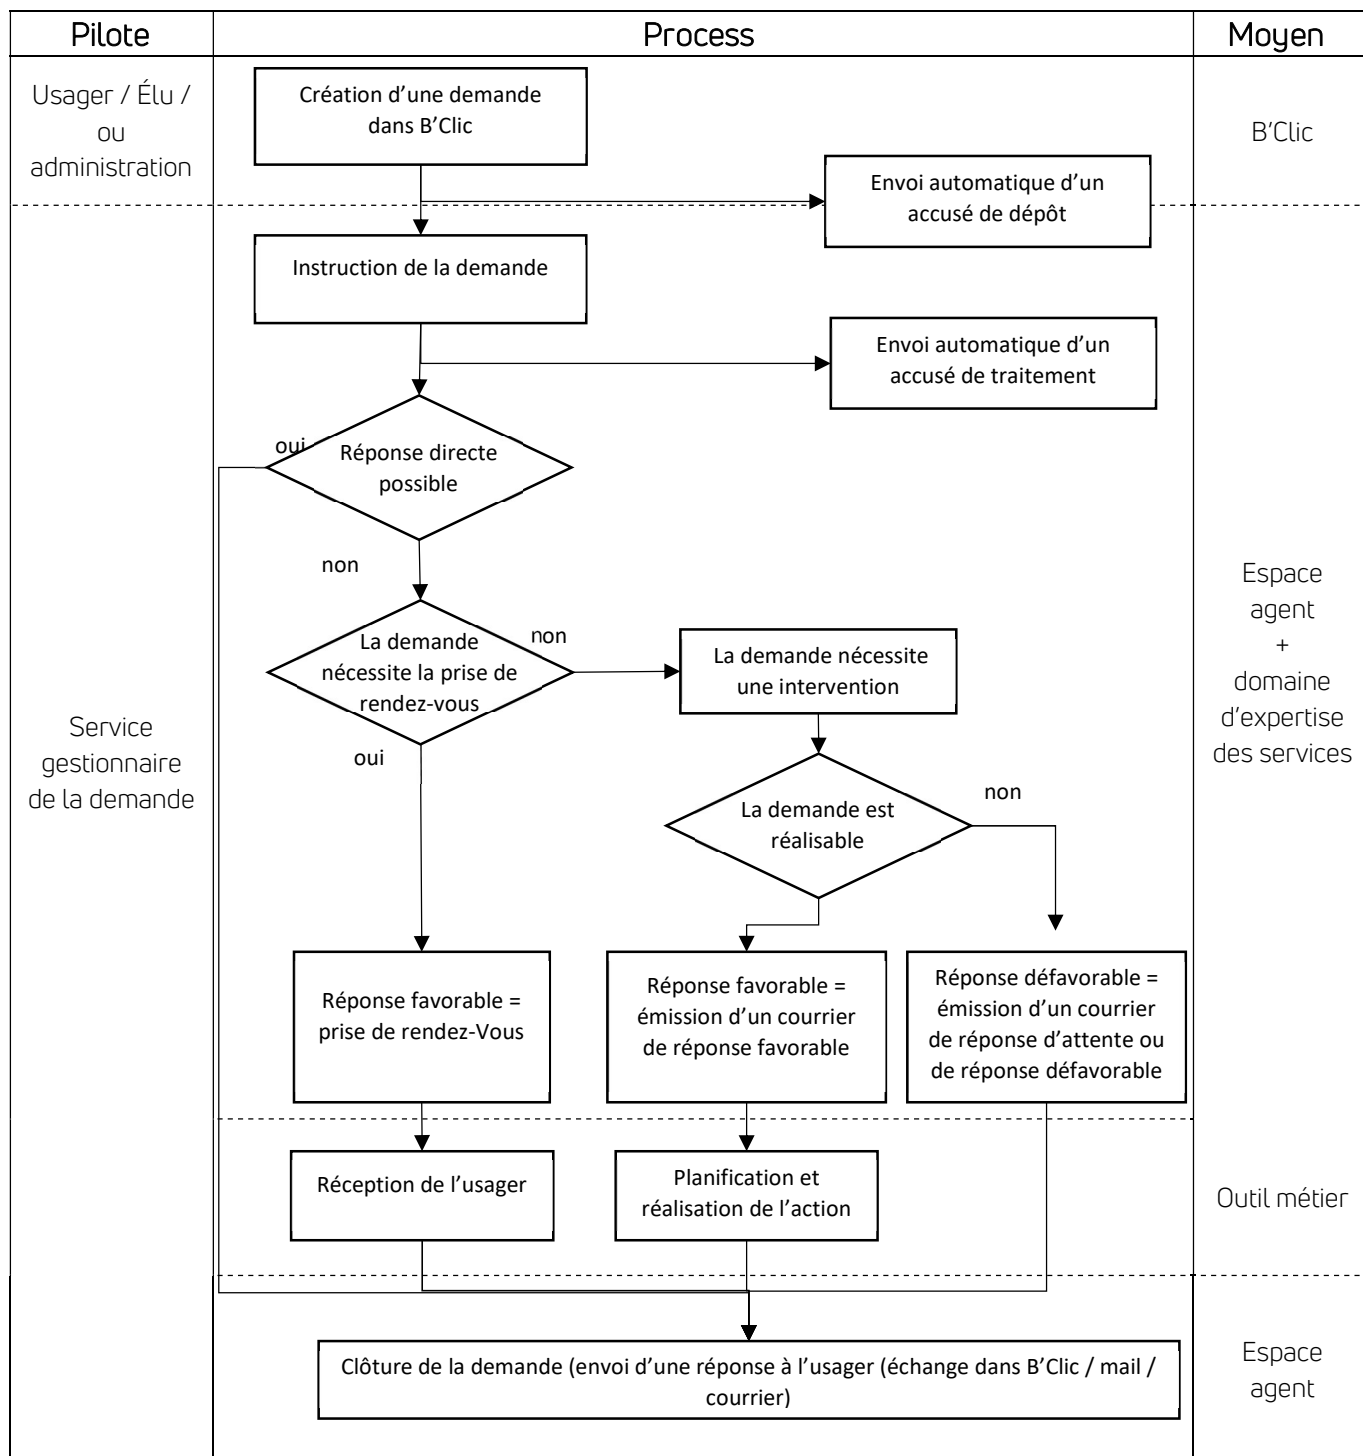 Pilote
Process
Moyen
Usager / Élu /
ou
administration
Création d’une demande
dans B’Clic
B’Clic
Envoi automatique d’un
accusé de dépôt
Instruction de la demande
Envoi automatique d’un
accusé de traitement
oui
Réponse directe
possible
non
La demande
nécessite la prise de
rendez-vous
non
La demande nécessite
une intervention
Espace
agent
+
domaine
d’expertise
des services
Service
gestionnaire
de la demande
oui
La demande est
réalisable
non
Réponse favorable =
prise de rendez-Vous
Réponse favorable =
émission d’un courrier
de réponse favorable
Réponse défavorable =
émission d’un courrier
de réponse d’attente ou
de réponse défavorable
Réception de l’usager
Planification et
réalisation de l’action
Outil métier
Clôture de la demande (envoi d’une réponse à l’usager (échange dans B’Clic / mail /
courrier)
Espace
agent